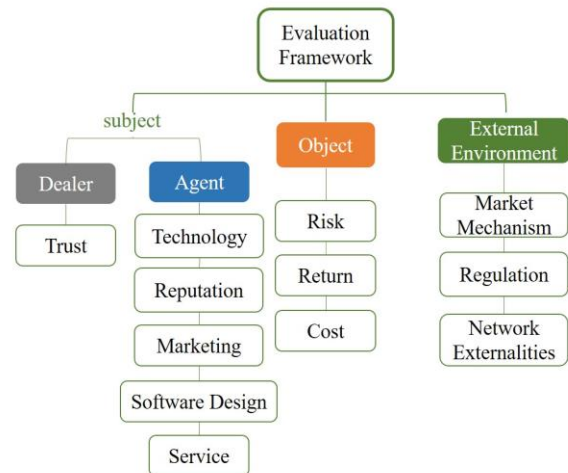 Evaluation
Framework
subject
Dealer
Trust
Agent
Technology
Reputation
Marketing
Software Design
Service
Object
Risk
Return
Cost
External
Environment
Market
Mechanism
Regulation
Network
Externalities